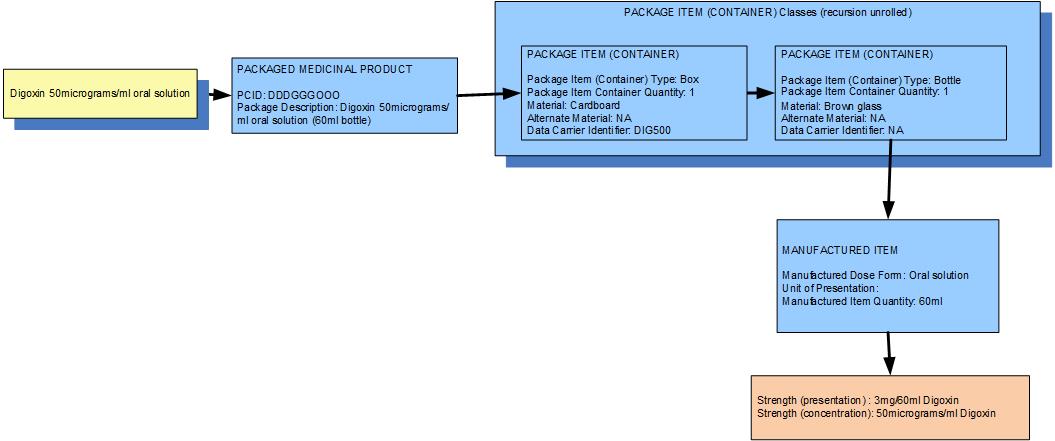 PACKAGE ITEM (CONTAINER) Classes (recursion unrolled)
Digoxin 50micrograms/ml oral solution
PACKAGED MEDICINAL PRODUCT
PCID: DDDGGGOOO
Package Description: Digoxin 50micrograms/
ml oral solution (60ml bottle)
PACKAGE ITEM (CONTAINER)
Package Item (Container) Type: Box
Package Item Container Quantity: 1
Material: Cardboard
Alternate Material: NA
Data Carrier Identifier: DIG500
PACKAGE ITEM (CONTAINER)
Package Item (Container) Type: Bottle
Package Item Container Quantity: 1
Material: Brown glass
Alternate Material: NA
Data Carrier Identifier: NA
MANUFACTURED ITEM
Manufactured Dose Form: Oral solution
Unit of Presentation:
Manufactured Item Quantity: 60ml
Strength (presentation) : 3mg/60ml Digoxin
Strength (concentration): 50micrograms/ml Digoxin